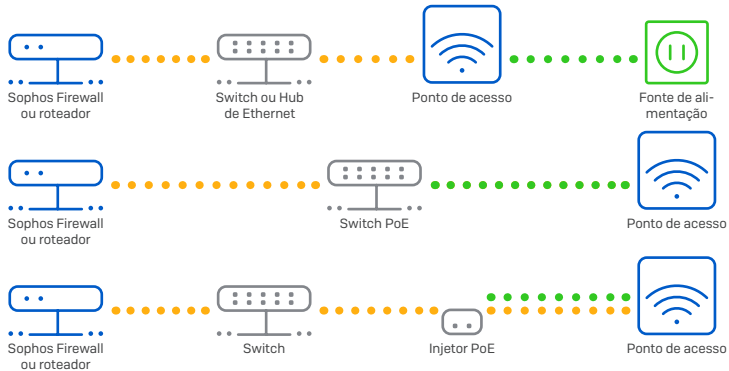 Sophos Firewall
ou roteador
Switch ou Hub
de Ethernet
Ponto de acesso
Fonte de ali-
mentação
Sophos Firewall
ou roteador
Switch PoE
Ponto de acesso
Sophos Firewall
ou roteador
Switch
Injetor PoE
Ponto de acesso